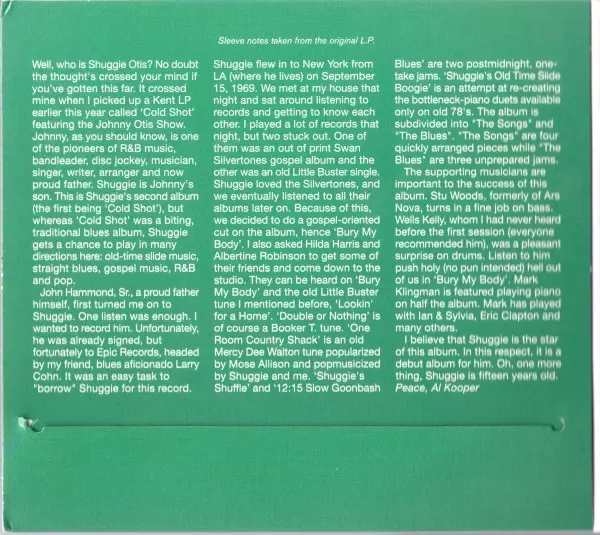 Sleeve notes taken from the original L.P.
Well, who is Shuggie Otis? No doubt
the thought's crossed your mind if
you've gotten this far. It crossed
mine when I picked up a Kent LP
earlier this year called 'Cold Shot'
featuring the Johnny Otis Show.
Johnny, as you should know, is one
of the pioneers of R&B music,
bandleader, disc jockey, musician,
singer, writer, arranger and now
proud father. Shuggie is Johnny's
son. This is Shuggie's second album
(the first being 'Cold Shot'), but
whereas 'Cold Shot' was a biting,
traditional blues album, Shuggie
gets a chance to play in many
directions here: old-time slide music,
straight blues, gospel music, R&B
and pop.
John Hammond, Sr., a proud father
himself, first turned me on to
Shuggie. One listen was enough. I
wanted to record him. Unfortunately,
he was already signed, but
fortunately to Epic Records, headed
by my friend, blues aficionado Larry
Cohn. It was an easy task to
"borrow" Shuggie for this record.
Shuggie flew in to New York from
LA (where he lives) on September
15, 1969. We met at my house that
night and sat around listening to
records and getting to know each
other. I played a lot of records that
night, but two stuck out. One of
them was an out of print Swan
Silvertones gospel album and the
other was an old Little Buster single.
Shuggie loved the Silvertones, and
we eventually listened to all their
albums later on. Because of this,
we decided to do a gospel-oriented
cut on the album, hence 'Bury My
Body'. I also asked Hilda Harris and
Albertine Robinson to get some of
their friends and come down to the
studio. They can be heard on 'Bury
My Body' and the old Little Buster
tune I mentioned before, 'Lookin'
for a Home'. 'Double or Nothing' is
of course a Booker T. tune. 'One
Room Country Shack' is an old
Mercy Dee Walton tune popularized
by Mose Allison and popmusicized
by Shuggie and me. 'Shuggie's
Shuffle' and '12:15 Slow Goonbash
Blues' are two postmidnight, one-
take jams. 'Shuggie's Old Time Slide
Boogie' is an attempt at re-creating
the bottleneck-piano duets available
only on old 78's. The album is
subdivided into "The Songs" and
"The Blues". "The Songs" are four
quickly arranged pieces while "The
Blues" are three unprepared jams.
The supporting musicians are
important to the success of this
album. Stu Woods, formerly of Ars
Nova, turns in a fine job on bass.
Wells Kelly, whom I had never heard
before the first session (everyone
recommended him), was a pleasant
surprise on drums. Listen to him
push holy (no pun intended) hell out
of us in 'Bury My Body'. Mark
Klingman is featured playing piano
on half the album. Mark has played
with Ian & Sylvia, Eric Clapton and
many others.
I believe that Shuggie is the star
of this album. In this respect, it is a
debut album for him. Oh, one more
thing, Shuggie is fifteen years old.
Peace, Al Kooper